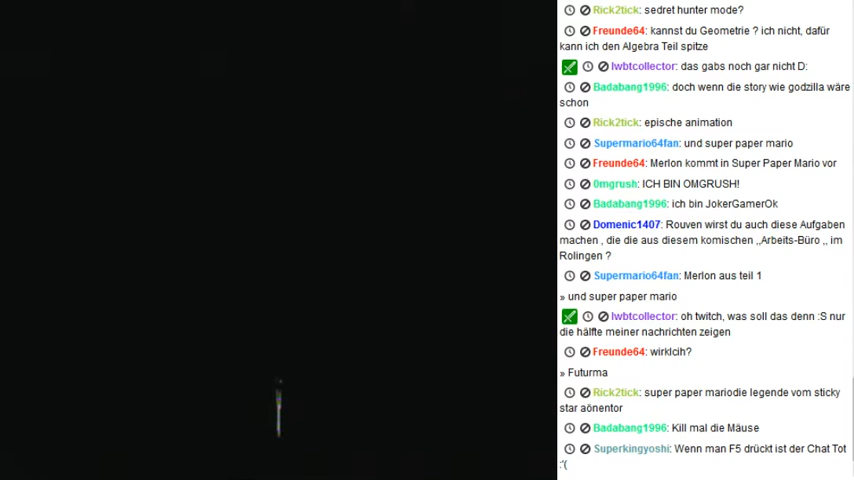 Rick2tick: sedret hunter mode?
Freunde64: kannst du Geometrie ? ich nicht, dafür
kann ich den Algebra Teil spitze
lwbtcollector: das gabs noch gar nicht D:
Badabang1996: doch wenn die story wie godzilla wäre
schon
Rick2tick: epische animation
Supermario64fan: und super paper mario
Freunde64: Merlon kommt in Super Paper Mario vor
0mgrush: ICH BIN OMGRUSH!
Badabang1996: ich bin JokerGamerOk
Domenic1407: Rouven wirst du auch diese Aufgaben
machen , die die aus diesem komischen ,,Arbeits-Büro ,, im
Rolingen ?
Supermario64fan: Merlon aus teil 1
» und super paper mario
lwbtcollector: oh twitch, was soll das denn :S nur
die hälfte meiner nachrichten zeigen
Freunde64: wirklcih?
» Futurma
Rick2tick: super paper mariodie legende vom sticky
star aönentor
Badabang1996: Kill mal die Mäuse
Superkingyoshi: Wenn man F5 drückt ist der Chat Tot
:'(